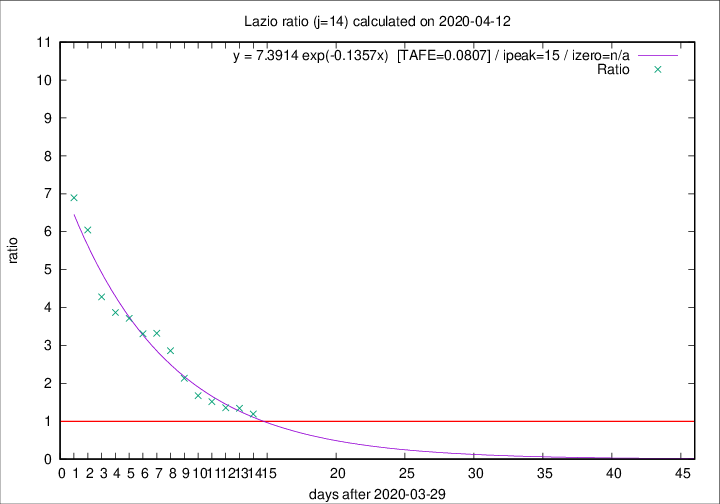 Lazio ratio (j=14) calculated on 2020-04-12
y = 7.3914 exp(-0.1357x)  [TAFE=0.0807] / ipeak=15 / izero=n/a
Ratio
11
10
9
8
7
6
5
4
3
2
1
0
ratio
0 1 2 3 4 5 6 7 8 9 10 11 12 13 14 15 20 25 30 35 40 45
days after 2020-03-29